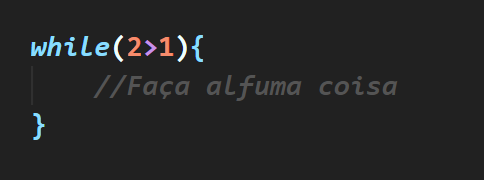 while(2>1){
//Faça alfuma coisa
}